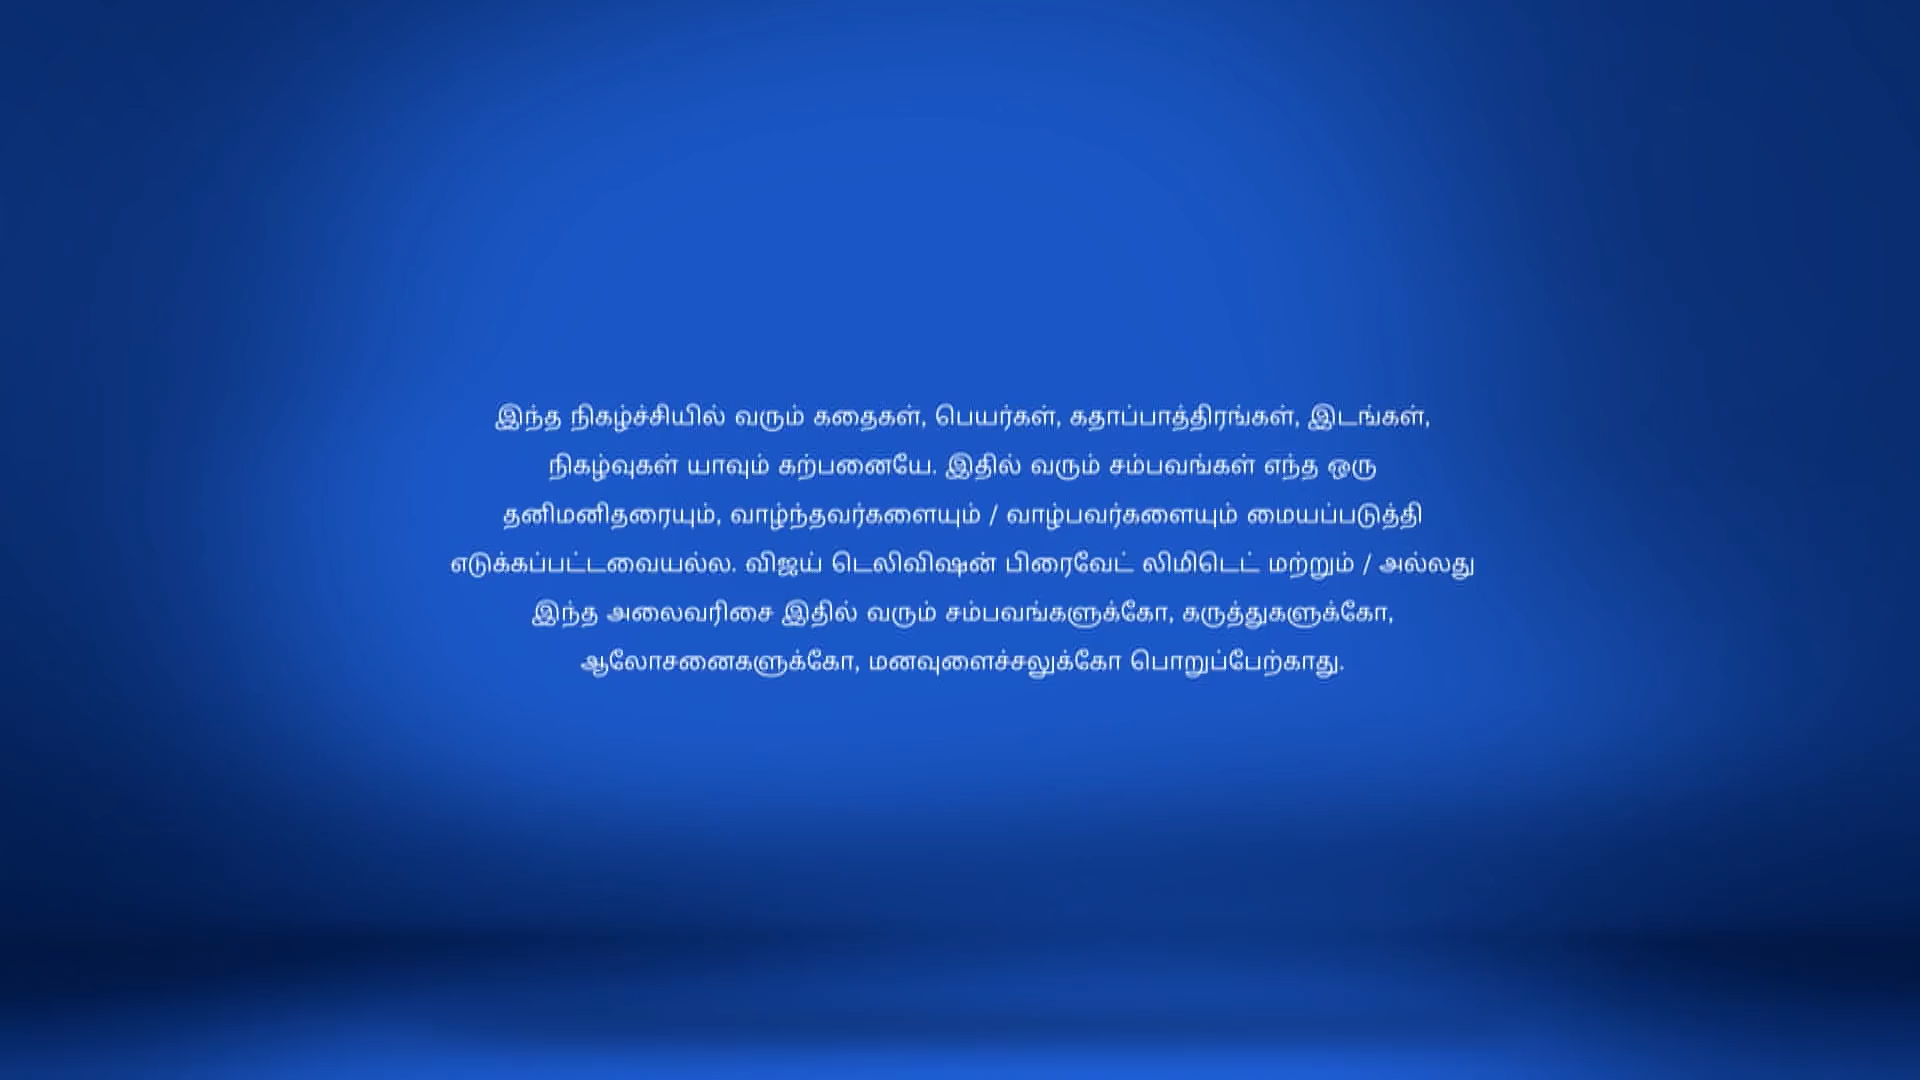 இந்த நிகழ்ச்சியில் வரும் கதைகள், பெயர்கள், கதாப்பாத்திரங்கள், இடங்கள்,
நிகழ்வுகள் யாவும் கற்பனையே. இதில் வரும் சம்பவங்கள் எந்த ஒரு
தனிமனிதரையும், வாழ்ந்தவர்களையும் / வாழ்பவர்களையும் மையப்படுத்தி
எடுக்கப்பட்டவையல்ல. விஜய் டெலிவிஷன் பிரைவேட் லிமிடெட் மற்றும் / அல்லது
இந்த அலைவரிசை இதில் வரும் சம்பவங்களுக்கோ, கருத்துகளுக்கோ,
ஆலோசனைகளுக்கோ, மனவுளைச்சலுக்கோ பொறுப்பேற்காது.